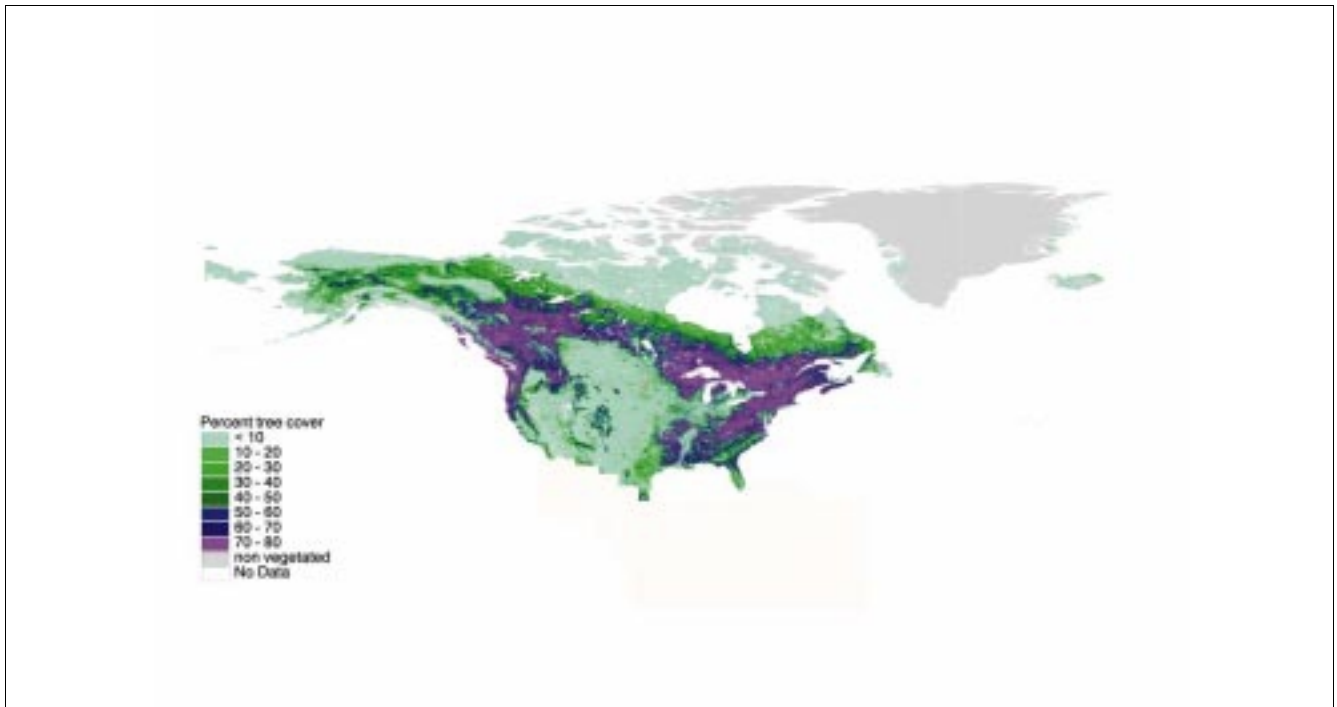 Percent tree cover
< 10
10 - 20
20 - 30
30 - 40
40 - 50
50 - 60
60 - 70
70 - 80
non vegetated
No Data